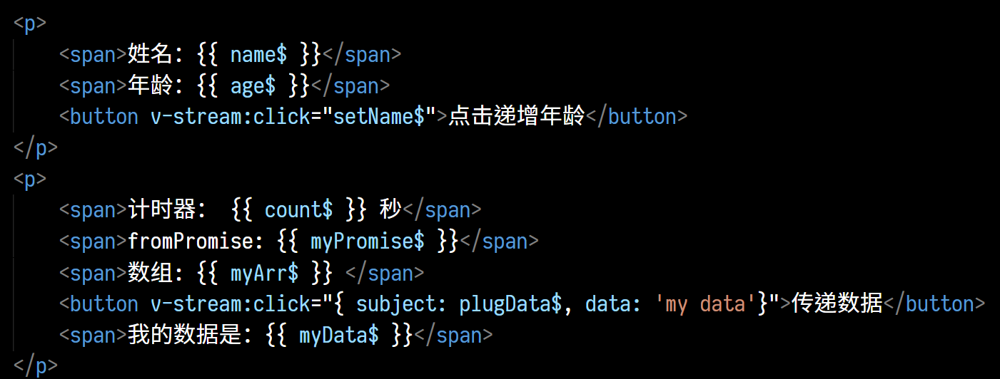 <p>
    <span>姓名：{{ name$ }}</span>
    <span>年龄：{{ age$ }}</span>
    <button v-stream:click="setName$">点击递增年龄</button>
</p>
<p>
    <span>计时器： {{ count$ }} 秒</span>
    <span>fromPromise：{{ myPromise$ }}</span>
    <span>数组：{{ myArr$ }} </span>
    <button v-stream:click="{ subject: plugData$, data: 'my data'}">传递数据</button>
    <span>我的数据是：{{ myData$ }}</span>
</p>